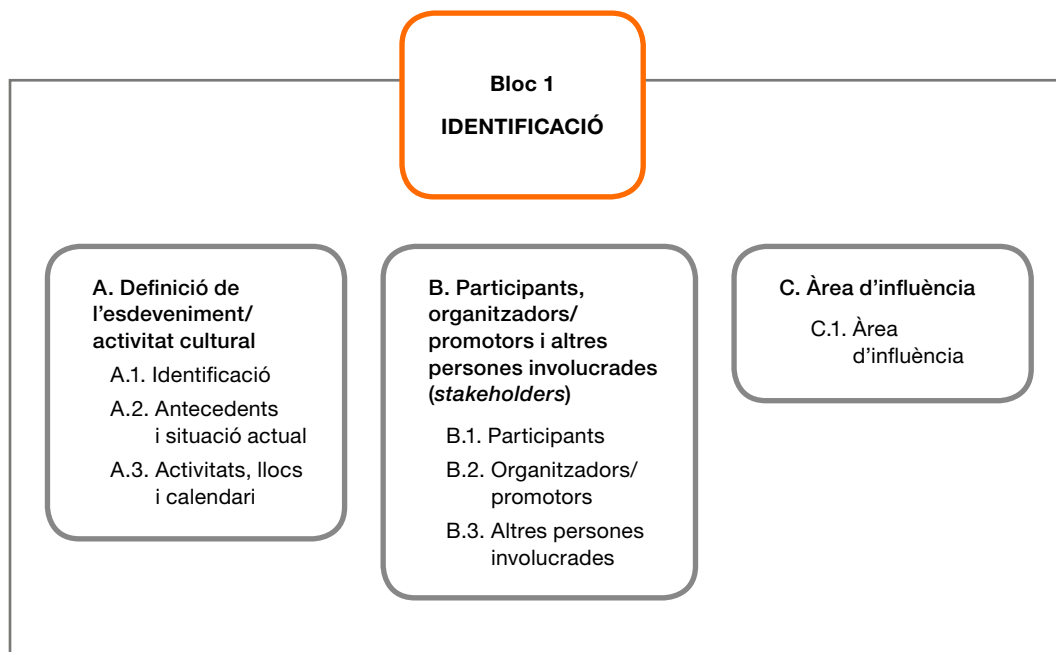 Bloc 1
IDENTIFICACIÓ
A. Definició de
l'esdeveniment/
activitat cultural
A.1. Identificació
A.2. Antecedents
i situació actual
A.3. Activitats, llocs
i calendari
B. Participants,
organitzadors/
promotors i altres
persones involucrades
(stakeholders)
B.1. Participants
B.2. Organitzadors/
promotors
B.3. Altres persones
involucrades
C. Àrea d'influència
C.1. Àrea
d'influència